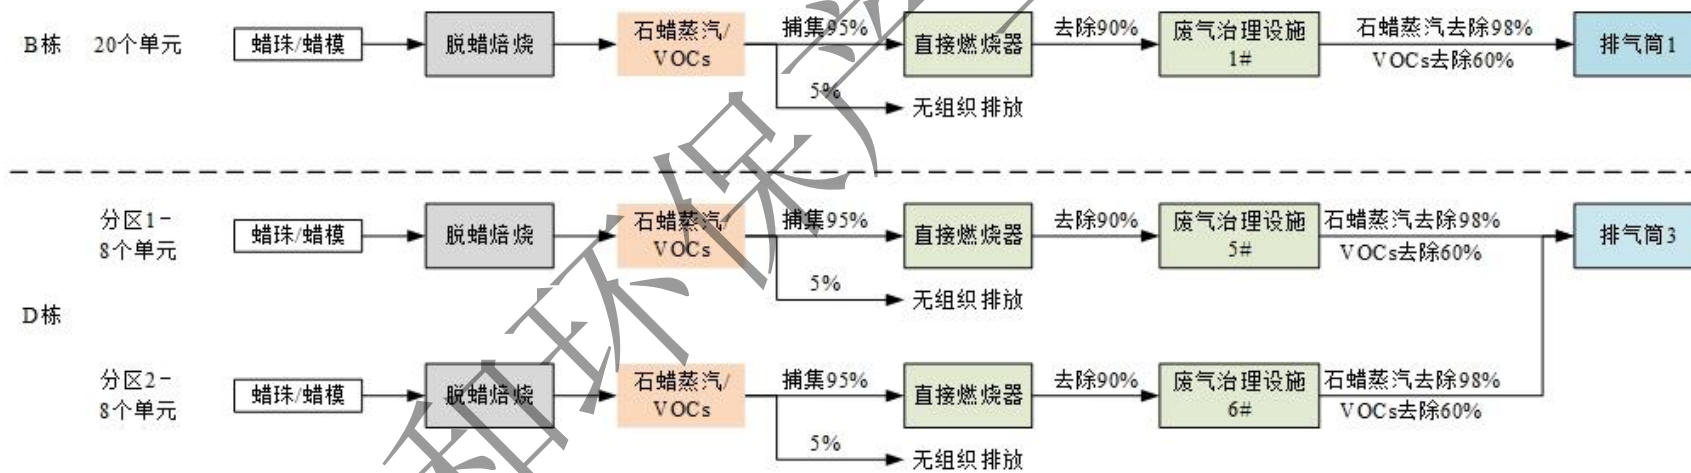 B栋 20个单元 蜡珠/蜡模 脱蜡焙烧 石蜡蒸汽/ 捕集95% 直接燃烧器 去除90% 废气治理设施 石蜡蒸汽去除98% 排气筒1
VOCs 1# VOCs去除60%
5% 无组织排放
分区1- 蜡珠/蜡模 脱蜡焙烧 石蜡蒸汽/ 捕集95% 直接燃烧器 去除90% 废气治理设施 石蜡蒸汽去除98% 排气筒3
8个单元 VOCs 5# VOCs去除60%
5% 无组织排放
D栋
分区2- 蜡珠/蜡模 脱蜡焙烧 石蜡蒸汽/ 捕集95% 直接燃烧器 去除90% 废气治理设施 石蜡蒸汽去除98%
8个单元 VOCs 6# VOCs去除60%
5% 无组织排放
和环保产